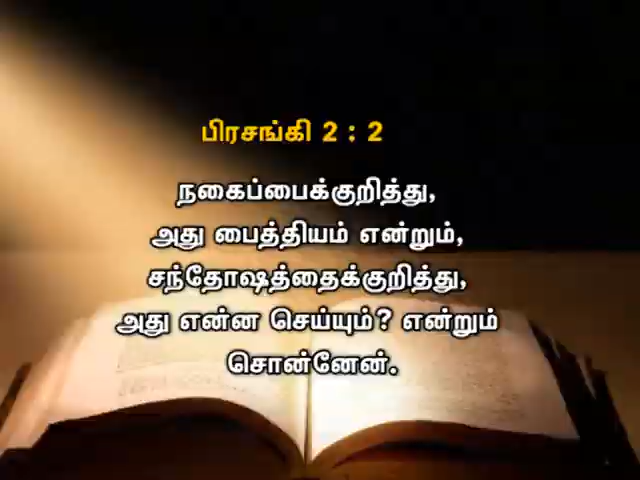 பிரசங்கி 2 : 2
நகைப்பைக்குறித்து,
அது பைத்தியம் என்றும்,
சந்தோஷத்தைக்குறித்து,
அது என்ன செய்யும்? என்றும்
சொன்னேன்.